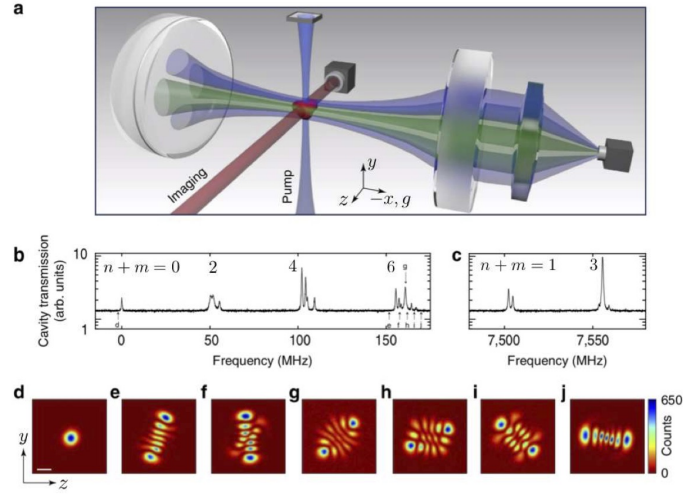 a
Imaging
Pump
y
z
−x, g
b
c
Cavity transmission
(arb. units)
10
1
n + m = 0
2
4
6
g
d
e
f
h
i
j
0
50
100
150
Frequency (MHz)
n + m = 1
3
7,500
7,550
Frequency (MHz)
d
e
f
g
h
i
j
650
0
Counts
y
z